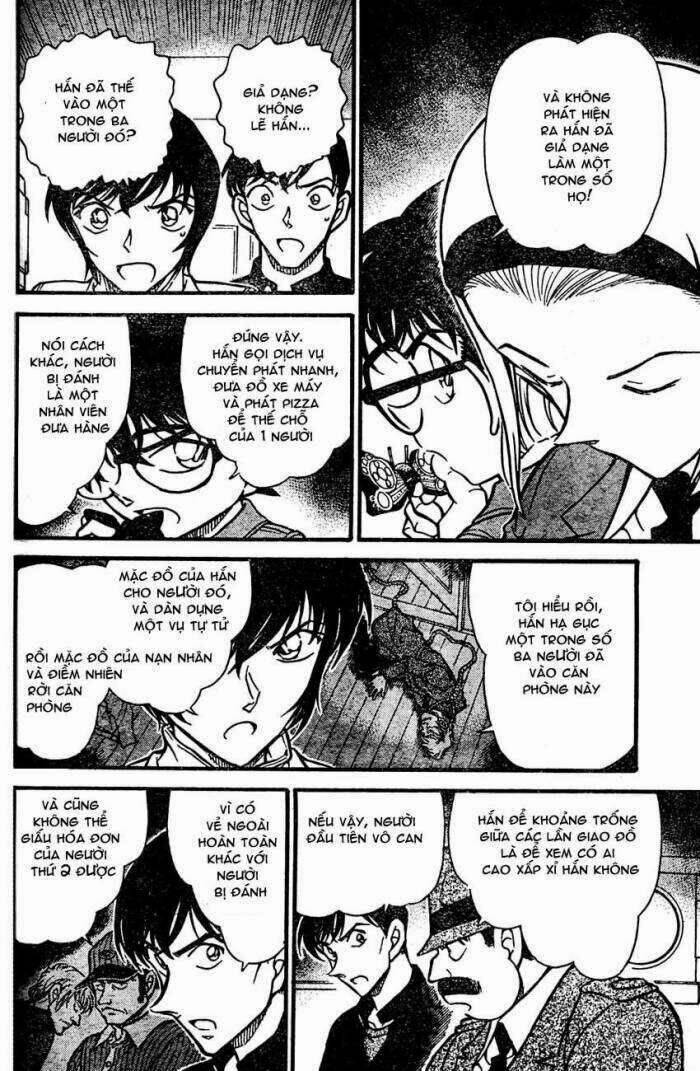 VÀ KHÔNG
PHÁT HIỆN
RA HẮN ĐÃ
GIẢ DẠNG
LÀM MỘT
TRONG SỐ
HỌ!
GIẢ DẠNG?
KHÔNG
LẼ HẮN...
HẮN ĐÃ THẾ
VÀO MỘT
TRONG BA
NGƯỜI ĐÓ?
ĐÚNG VẬY.
HẮN GỌI DỊCH VỤ
CHUYỂN PHÁT NHANH,
ĐƯA ĐỒ XE MÁY
VÀ PHÁT PIZZA
ĐỂ THẾ CHỖ
CỦA 1 NGƯỜI
NÓI CÁCH
KHÁC, NGƯỜI
BỊ ĐÁNH
LÀ MỘT
NHÂN VIÊN
ĐƯA HÀNG
TÔI HIỂU RỒI,
HẮN HẠ GỤC
MỘT TRONG SỐ
BA NGƯỜI ĐÃ
VÀO CĂN
PHÒNG NÀY
MẶC ĐỒ CỦA HẮN
CHO NGƯỜI ĐÓ,
VÀ DÀN DỰNG
MỘT VỤ TỰ TỬ
RỒI MẶC ĐỒ CỦA NẠN NHÂN
VÀ ĐIỀM NHIÊN
RỜI CĂN
PHÒNG
HẮN ĐỂ KHOẢNG TRỐNG
GIỮA CÁC LẦN GIAO ĐỒ
LÀ ĐỂ XEM CÓ AI
CAO XẤP XỈ HẮN KHÔNG
NẾU VẬY, NGƯỜI
ĐẦU TIÊN VÔ CAN
VÌ CÓ
VẺ NGOÀI
HOÀN TOÀN
KHÁC VỚI
NGƯỜI
BỊ ĐÁNH
VÀ CŨNG
KHÔNG THỂ
GIẤU HÓA ĐƠN
CỦA NGƯỜI
THỨ 2 ĐƯỢC